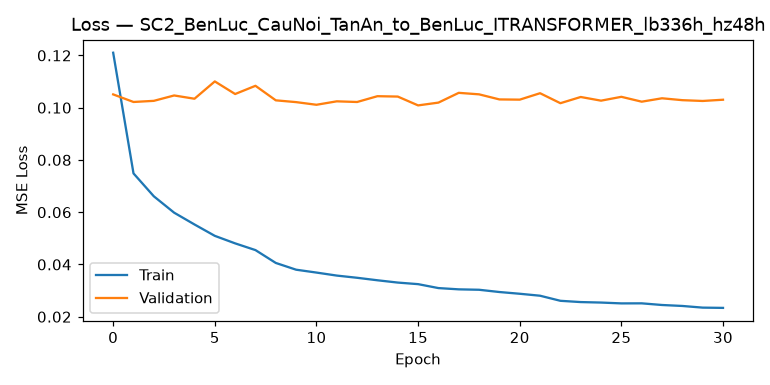 Loss — SC2_BenLuc_CauNoi_TanAn_to_BenLuc_ITRANSFORMER_lb336h_hz48h
0.12
0.10
0.08
0.06
0.04
0.02
MSE Loss
Train
Validation
0 5 10 15 20 25 30
Epoch